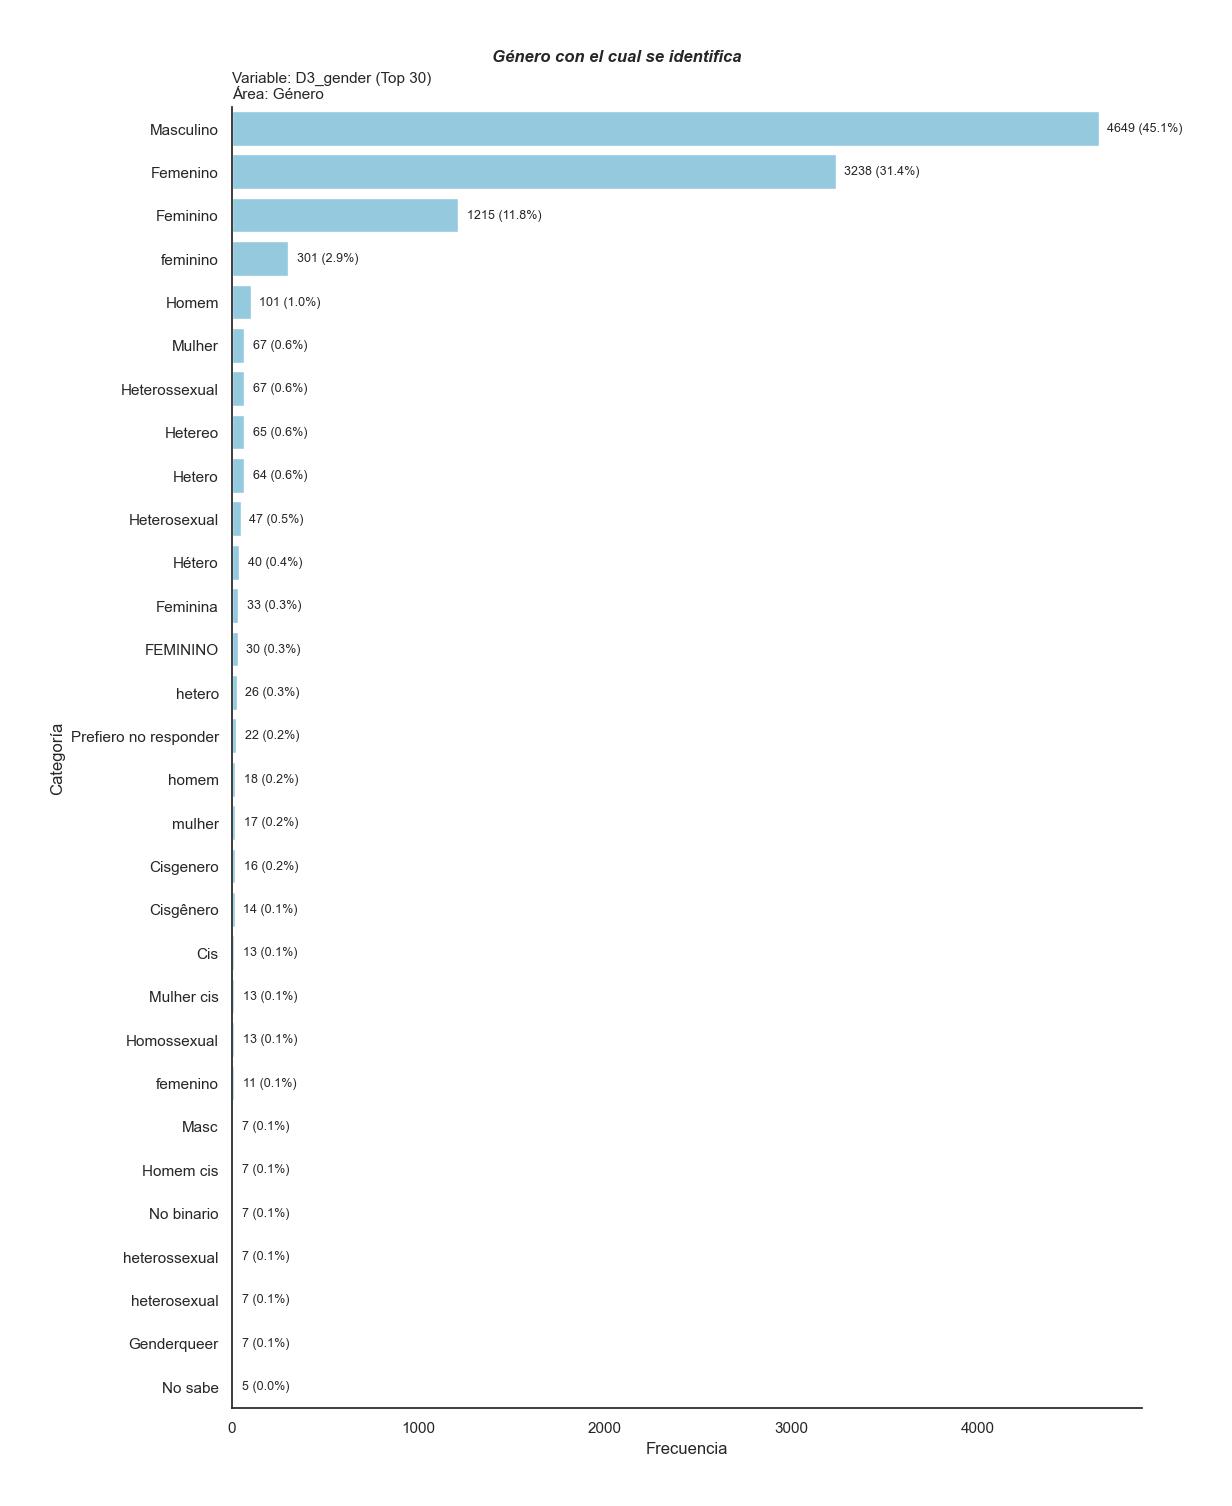 Género con el cual se identifica
Variable: D3_gender (Top 30)
Área: Género
Masculino 4649 (45.1%)
Femenino 3238 (31.4%)
Feminino 1215 (11.8%)
feminino 301 (2.9%)
Homem 101 (1.0%)
Mulher 67 (0.6%)
Heterossexual 67 (0.6%)
Hetereo 65 (0.6%)
Hetero 64 (0.6%)
Heterosexual 47 (0.5%)
Hétero 40 (0.4%)
Feminina 33 (0.3%)
FEMININO 30 (0.3%)
hetero 26 (0.3%)
Prefiero no responder 22 (0.2%)
homem 18 (0.2%)
mulher 17 (0.2%)
Cisgenero 16 (0.2%)
Cisgênero 14 (0.1%)
Cis 13 (0.1%)
Mulher cis 13 (0.1%)
Homossexual 13 (0.1%)
femenino 11 (0.1%)
Masc 7 (0.1%)
Homem cis 7 (0.1%)
No binario 7 (0.1%)
heterossexual 7 (0.1%)
heterosexual 7 (0.1%)
Genderqueer 7 (0.1%)
No sabe 5 (0.0%)
Categoría
0 1000 2000 3000 4000
Frecuencia